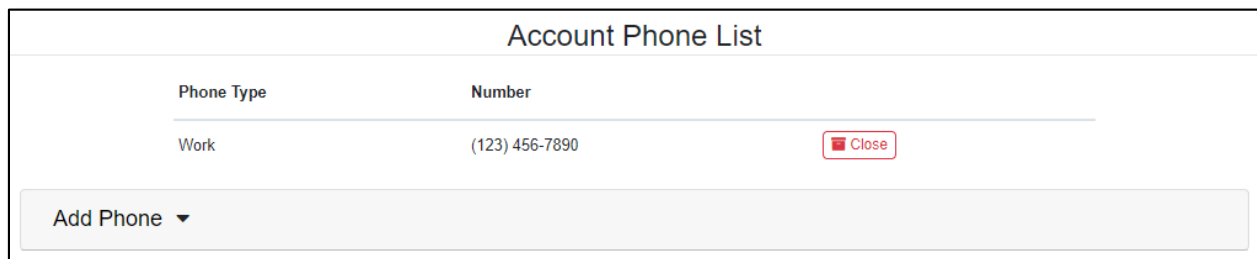 Account Phone List
Phone Type Number
Work (123) 456-7890 Close
Add Phone